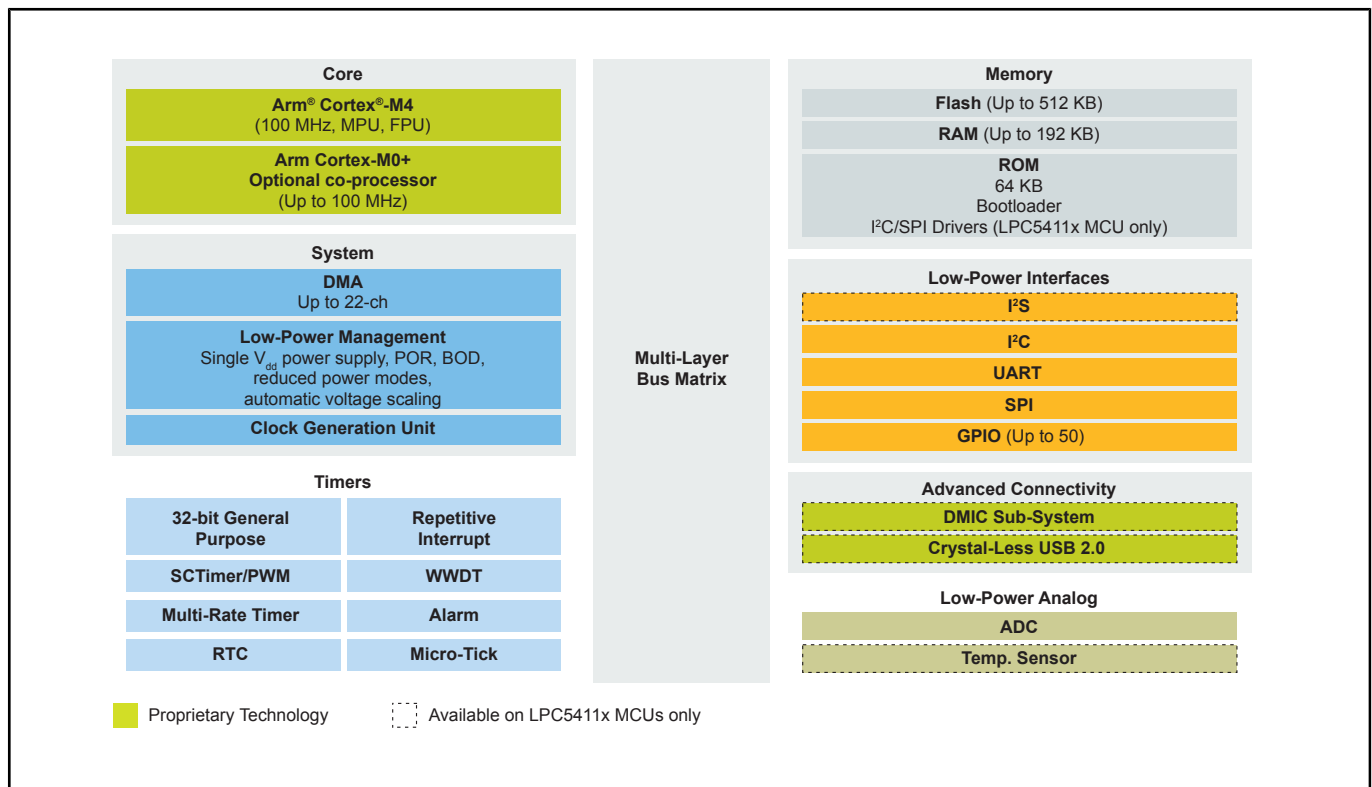 Core
Arm® Cortex®-M4
(100 MHz, MPU, FPU)
Arm Cortex-M0+
Optional co-processor
(Up to 100 MHz)
System
DMA
Up to 22-ch
Low-Power Management
Single Vdd power supply, POR, BOD,
reduced power modes,
automatic voltage scaling
Clock Generation Unit
Timers
32-bit General
Purpose
Repetitive
Interrupt
SCTimer/PWM
WWDT
Multi-Rate Timer
Alarm
RTC
Micro-Tick
Multi-Layer
Bus Matrix
Memory
Flash (Up to 512 KB)
RAM (Up to 192 KB)
ROM
64 KB
Bootloader
I²C/SPI Drivers (LPC5411x MCU only)
Low-Power Interfaces
I²S
I²C
UART
SPI
GPIO (Up to 50)
Advanced Connectivity
DMIC Sub-System
Crystal-Less USB 2.0
Low-Power Analog
ADC
Temp. Sensor
Proprietary Technology
Available on LPC5411x MCUs only